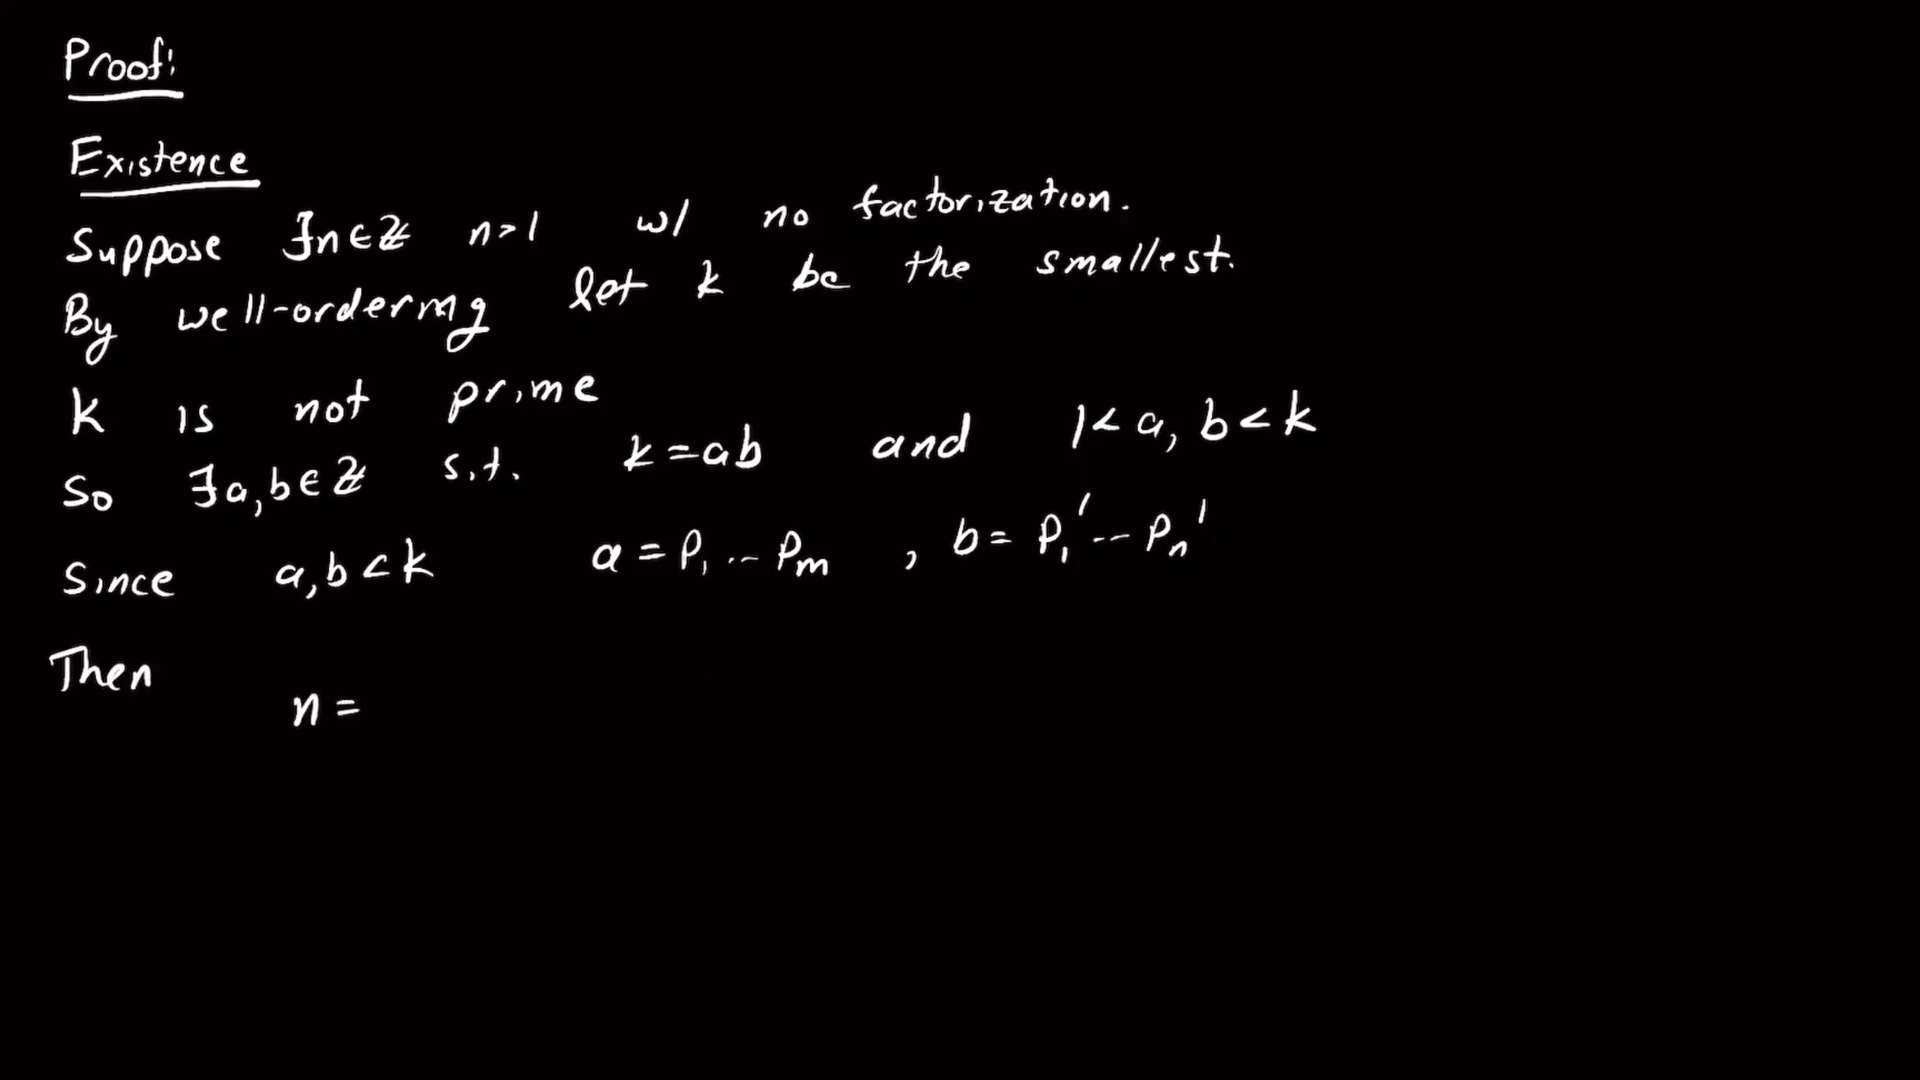 Proof:
Existence
Suppose ∃n∈ℤ n>1 w/ no factorization.
By well-ordering let k be the smallest.
k is not prime
So ∃a,b∈ℤ s.t. k=ab and 1<a,b<k
Since a,b<k a=p₁...pₘ, b=p₁'...pₙ'
Then
n=